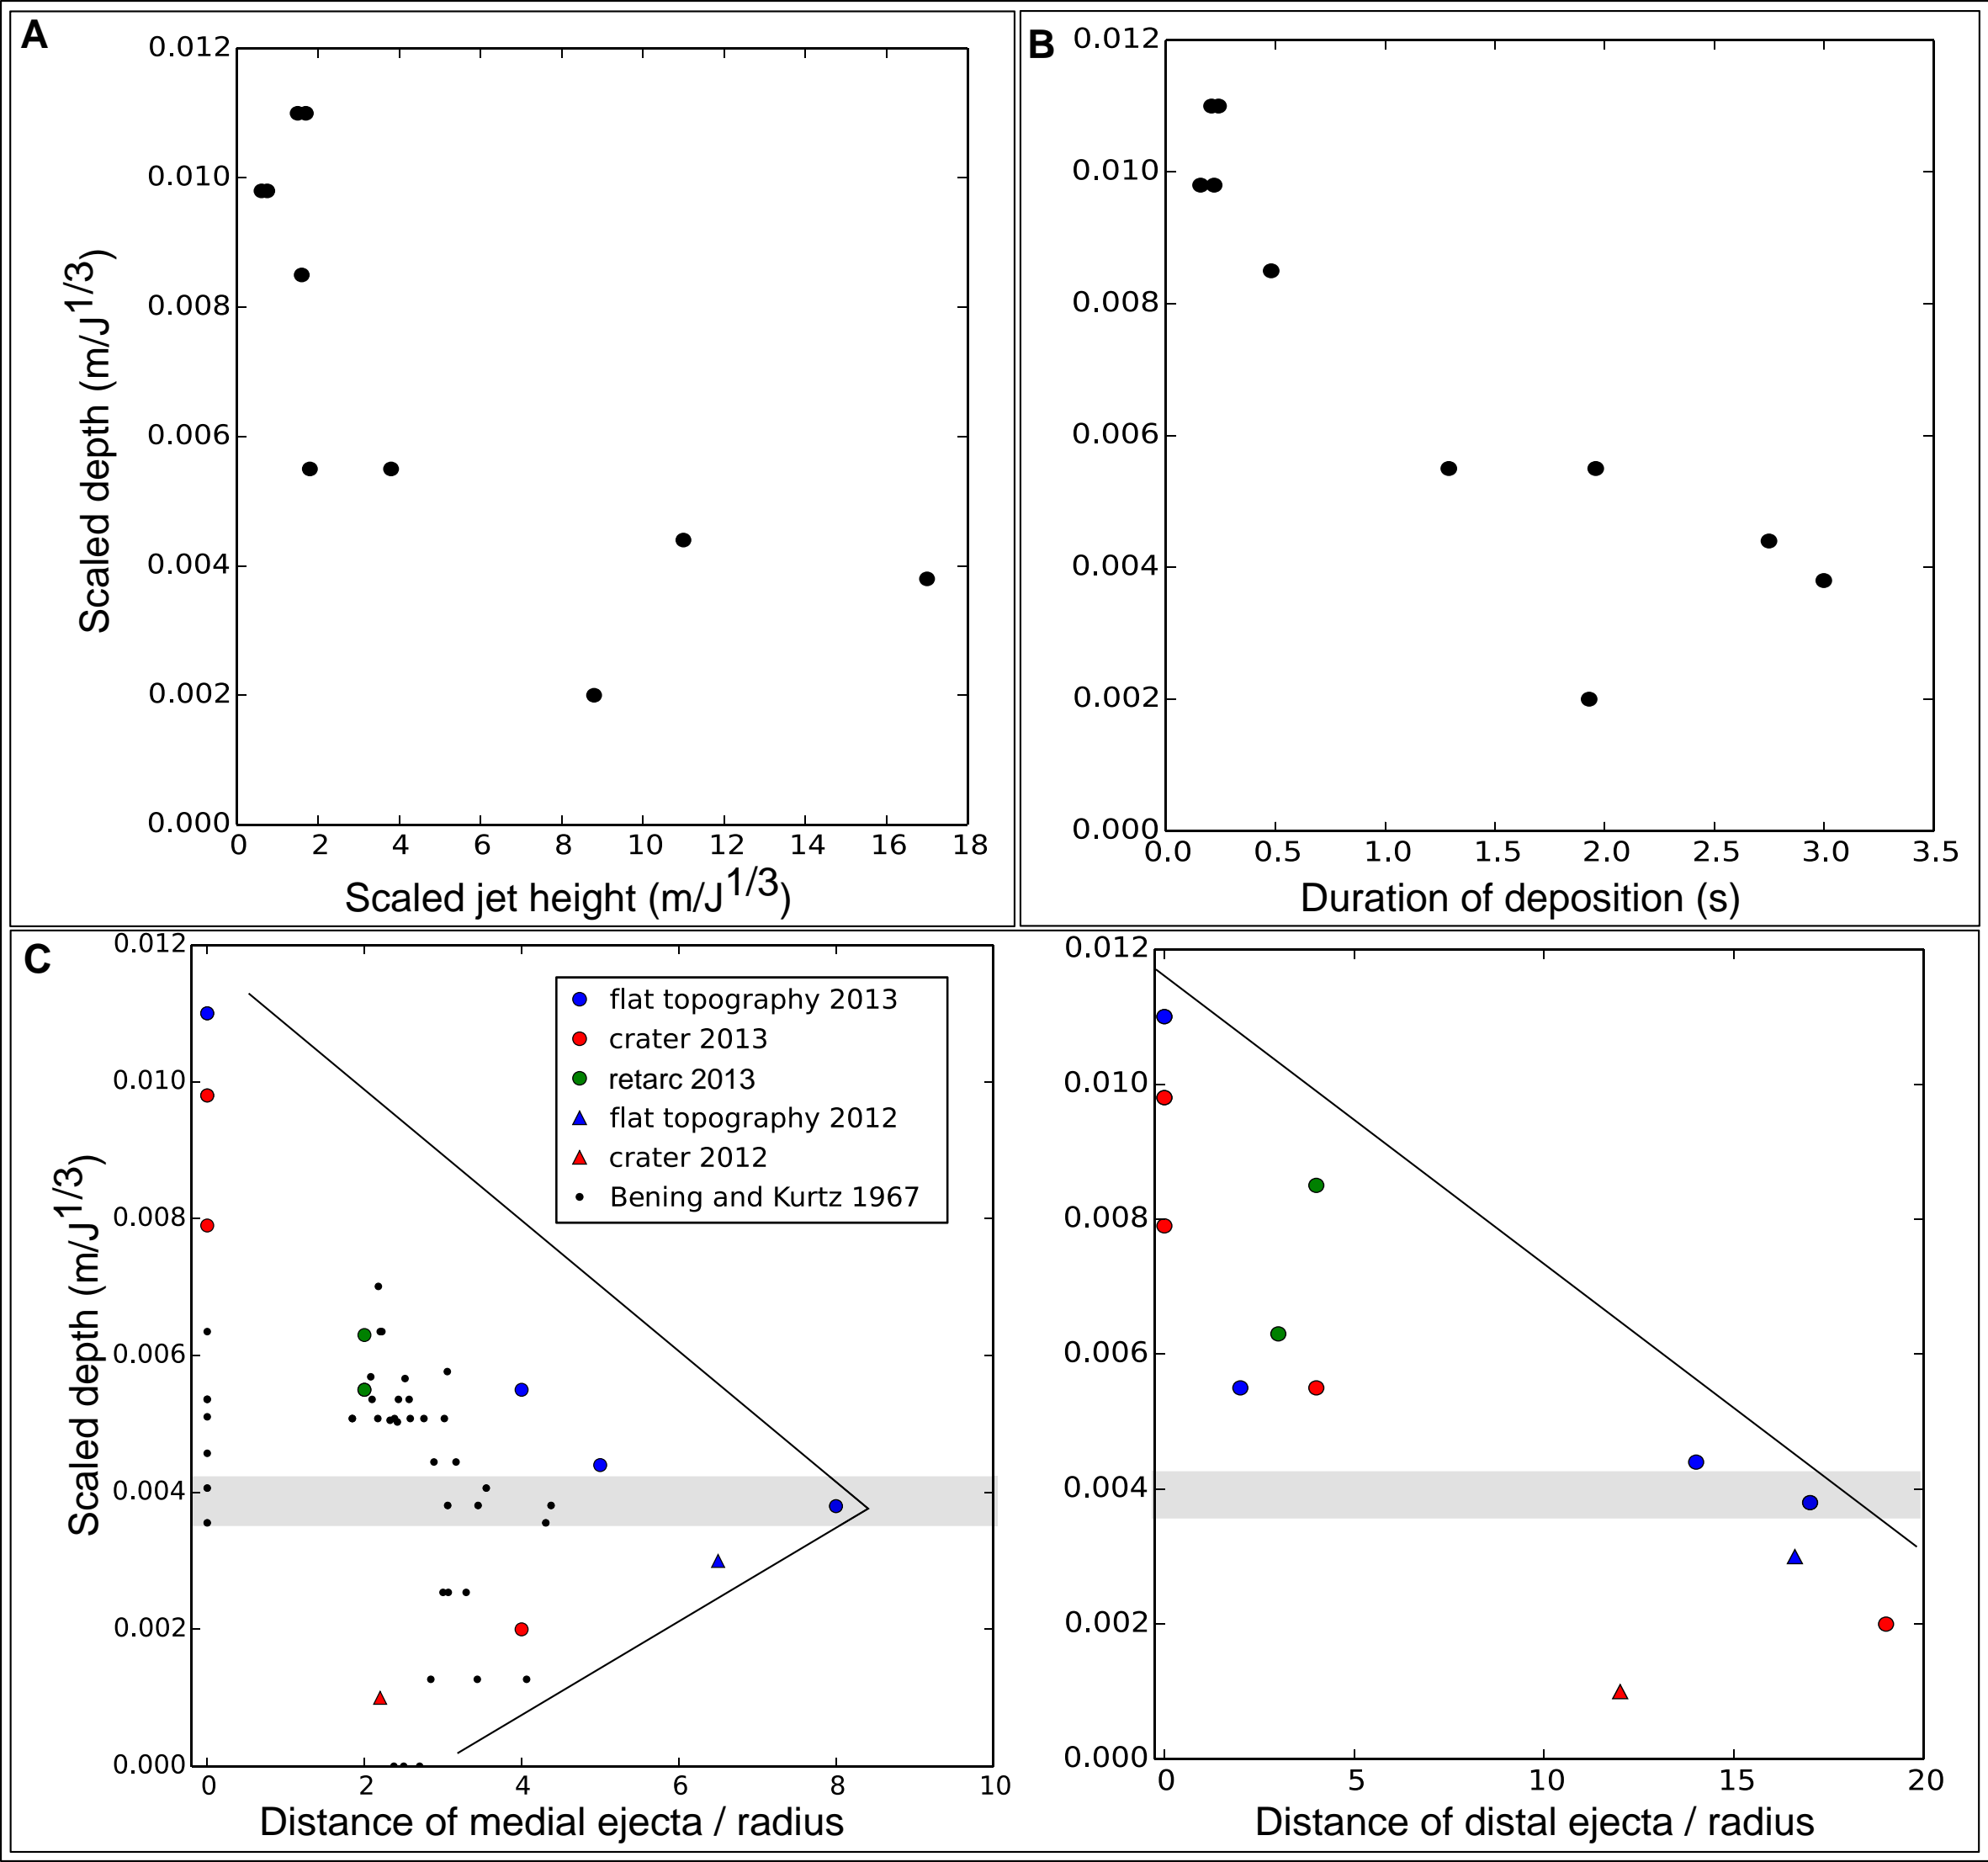 A
0.012
0.010
0.008
0.006
0.004
0.002
0.000
Scaled depth (m/J1/3)
0 2 4 6 8 10 12 14 16 18
Scaled jet height (m/J1/3)
B
0.012
0.010
0.008
0.006
0.004
0.002
0.000
0.0 0.5 1.0 1.5 2.0 2.5 3.0 3.5
Duration of deposition (s)
C
0.012
0.010
0.008
0.006
0.004
0.002
0.000
Scaled depth (m/J1/3)
flat topography 2013
crater 2013
retarc 2013
flat topography 2012
crater 2012
Bening and Kurtz 1967
0 2 4 6 8 10
Distance of medial ejecta / radius
0.012
0.010
0.008
0.006
0.004
0.002
0.000
0 5 10 15 20
Distance of distal ejecta / radius